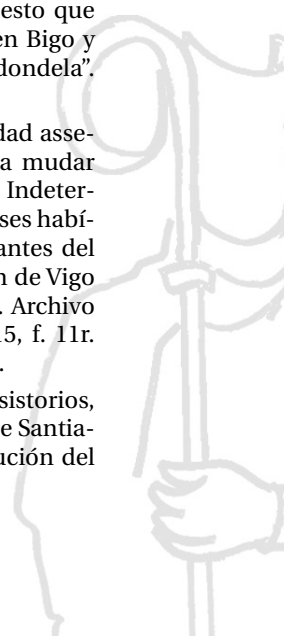 esto que
en Bigo y
dondela”.
dad asse-
a mudar
Indeter-
ses habí-
antes del
n de Vigo
. Archivo
15, f. 11r.
.
sistorios,
e Santia-
ución del